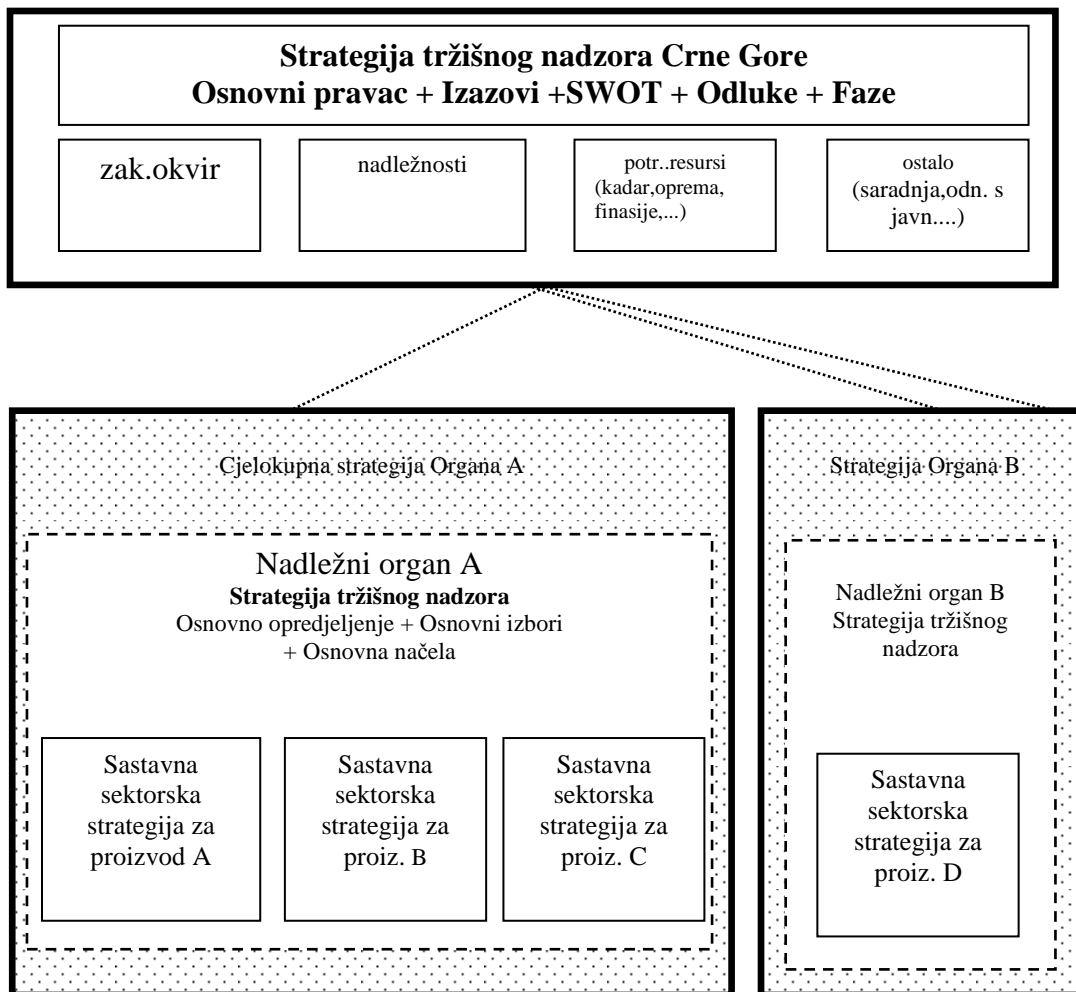 Strategija tržišnog nadzora Crne Gore
Osnovni pravac + Izazovi +SWOT + Odluke + Faze
zak.okvir
nadležnosti
potr..resursi
(kadar,oprema,
finasije,...)
ostalo
(saradnja,odn. s
javn....)
Cjelokupna strategija Organa A
Nadležni organ A
Strategija tržišnog nadzora
Osnovno opredjeljenje + Osnovni izbori
+ Osnovna načela
Sastavna
sektorska
strategija za
proizvod A
Sastavna
sektorska
strategija za
proiz. B
Sastavna
sektorska
strategija za
proiz. C
Strategija Organa B
Nadležni organ B
Strategija tržišnog
nadzora
Sastavna
sektorska
strategija za
proiz. D